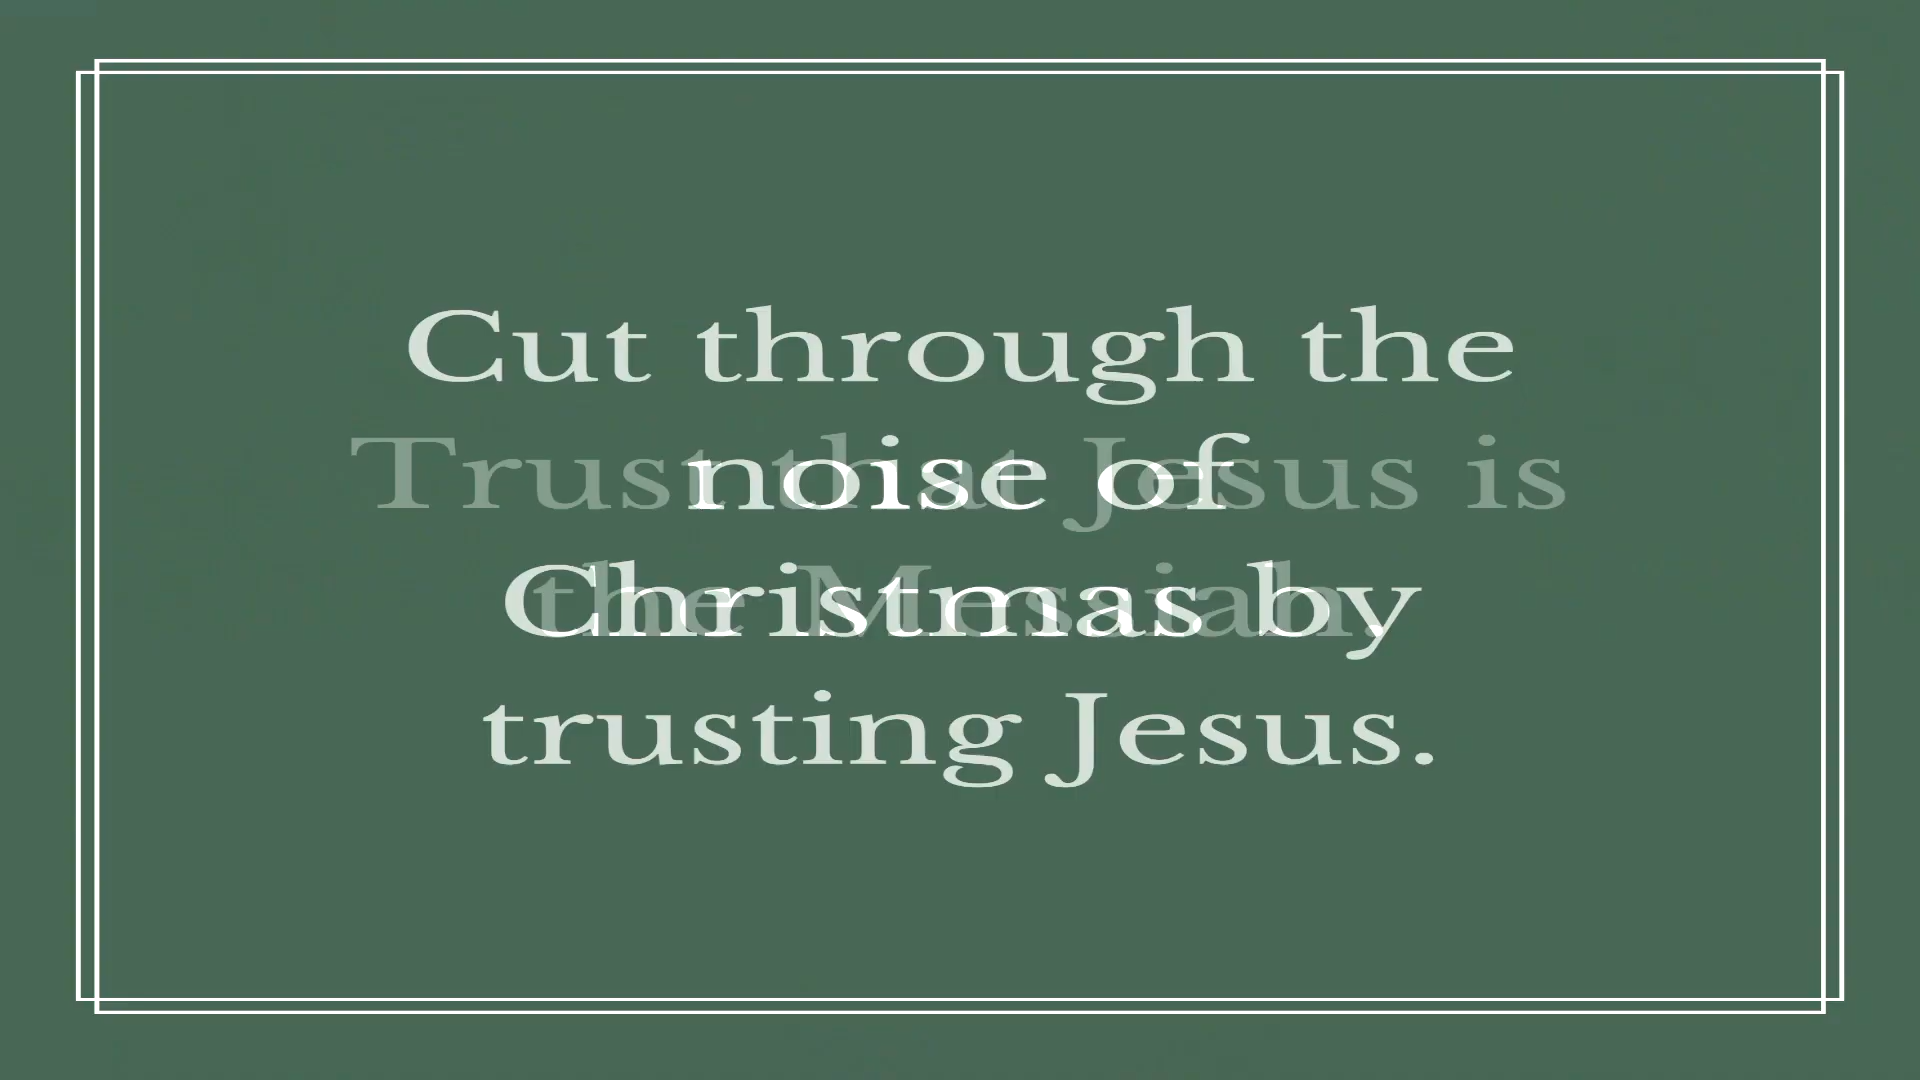 Cut through the
noise of
Christmas by
trusting Jesus.
Trust that Jesus is
the Messiah.